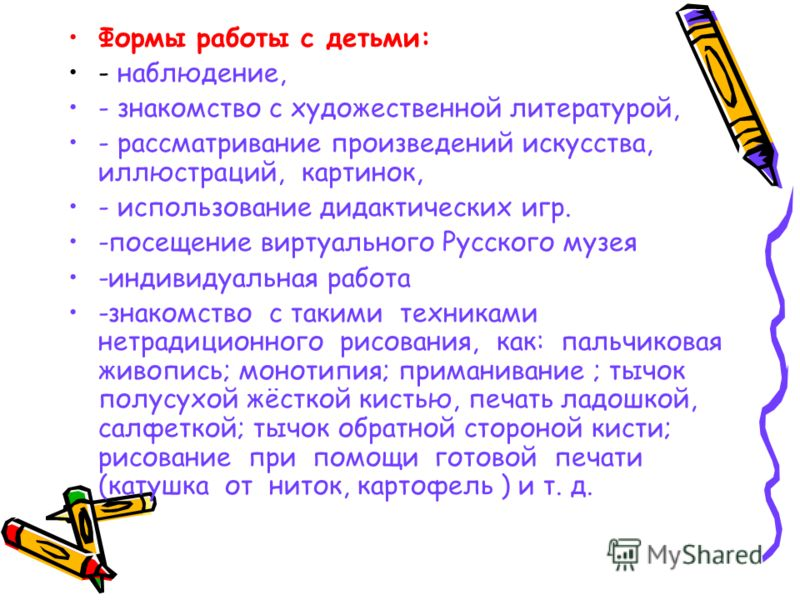 • Формы работы с детьми:
• - наблюдение,
• - знакомство с художественной литературой,
• - рассматривание произведений искусства,
иллюстраций, картинок,
• - использование дидактических игр.
• -посещение виртуального Русского музея
• -индивидуальная работа
• -знакомство с такими техниками
нетрадиционного рисования, как: пальчиковая
живопись; монотипия; приманивание ; тычок
полусухой жёсткой кистью, печать ладошкой,
салфеткой; тычок обратной стороной кисти;
рисование при помощи готовой печати
(катушка от ниток, картофель ) и т. д.
MyShared